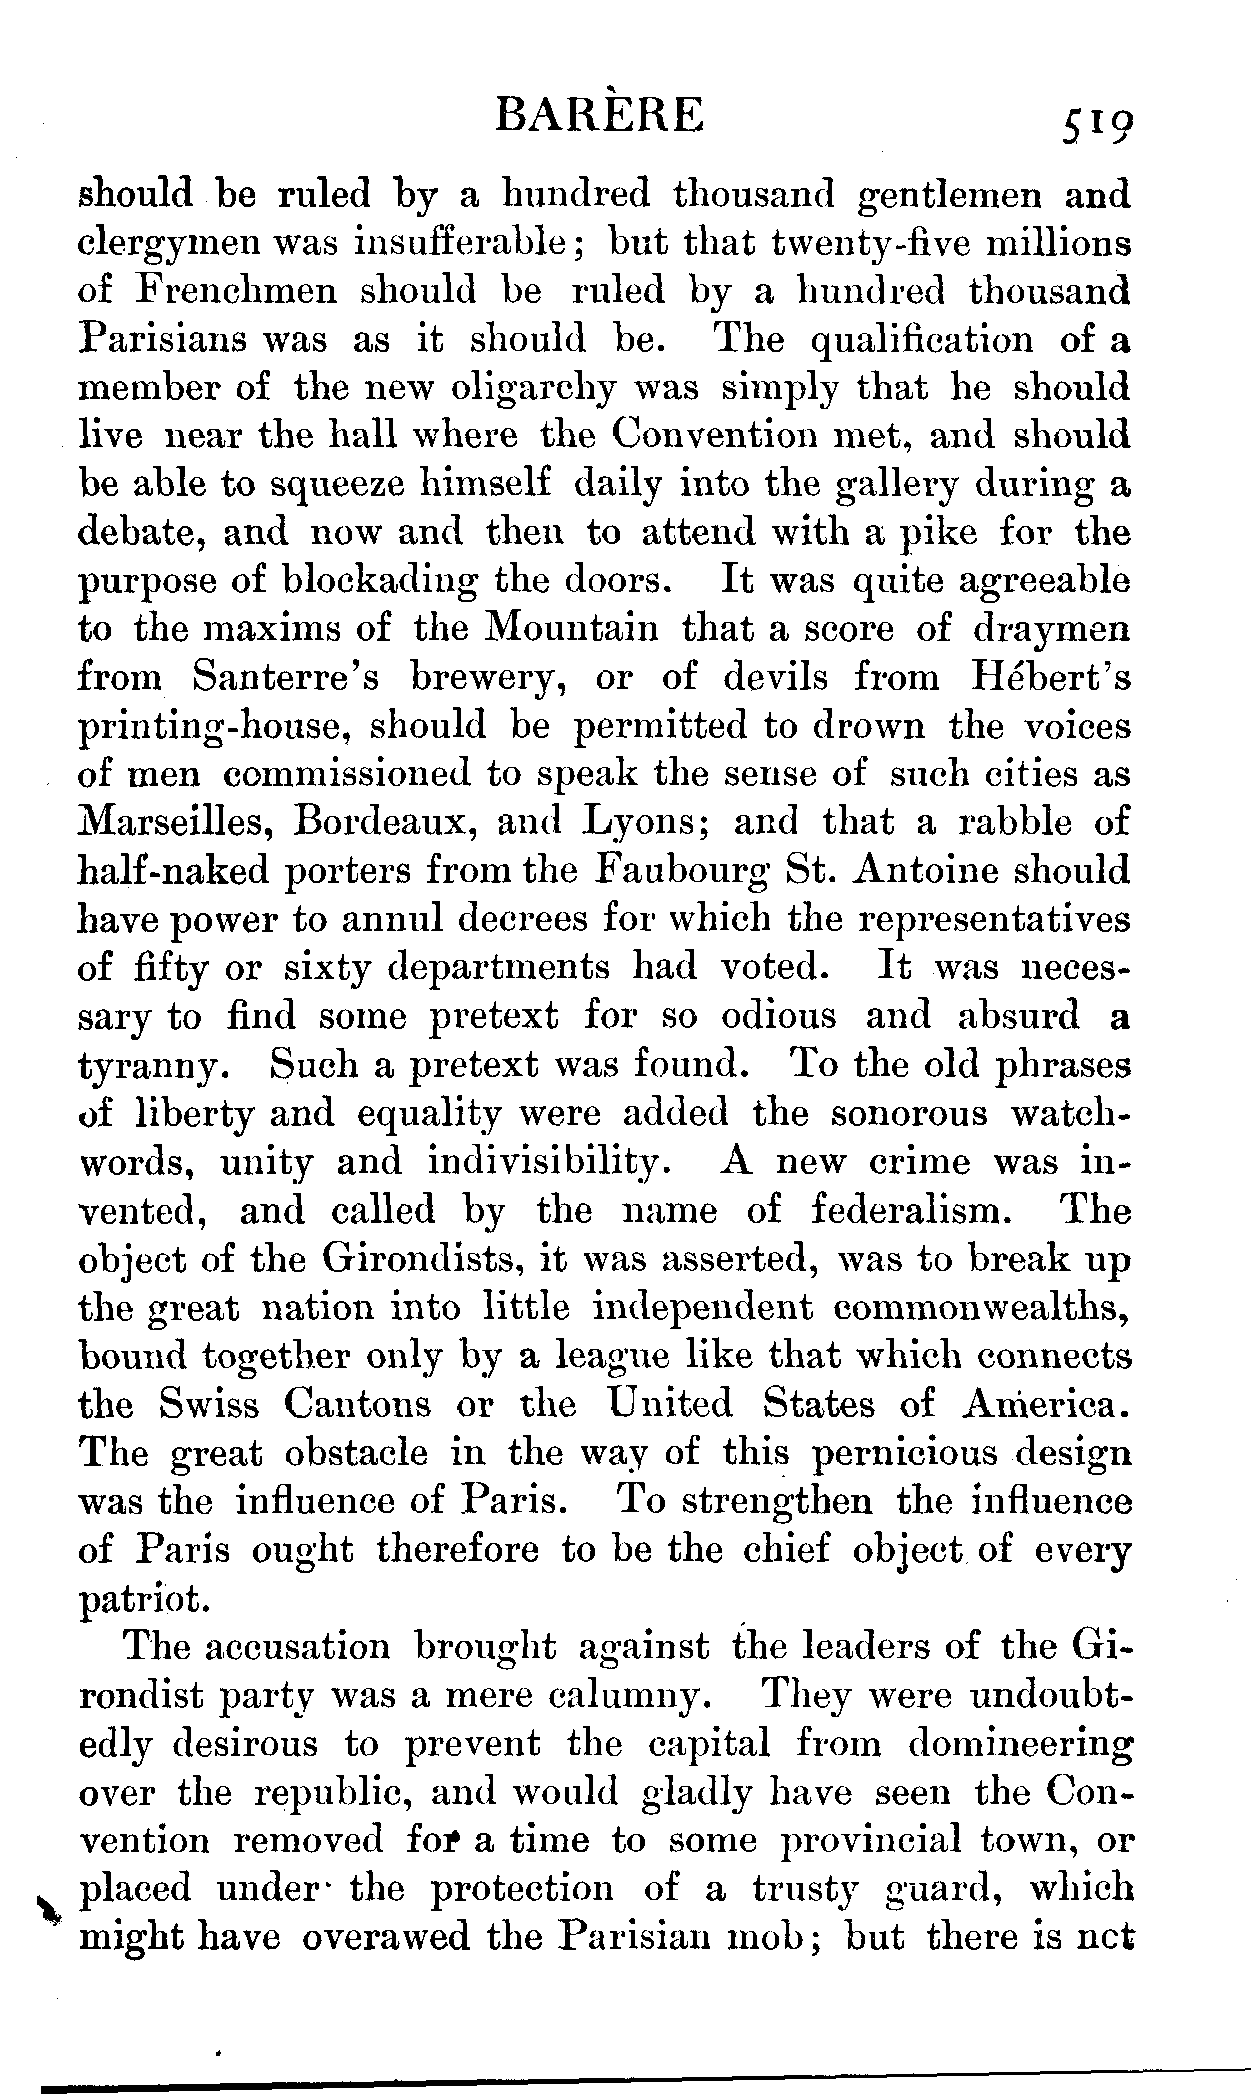 BARÈRE 519
should be ruled by a hundred thousand gentlemen and
clergymen was insufferable; but that twenty-five millions
of Frenchmen should be ruled by a hundred thousand
Parisians was as it should be. The qualification of a
member of the new oligarchy was simply that he should
live near the hall where the Convention met, and should
be able to squeeze himself daily into the gallery during a
debate, and now and then to attend with a pike for the
purpose of blockading the doors. It was quite agreeable
to the maxims of the Mountain that a score of draymen
from Santerre's brewery, or of devils from Hébert's
printing-house, should be permitted to drown the voices
of men commissioned to speak the sense of such cities as
Marseilles, Bordeaux, and Lyons; and that a rabble of
half-naked porters from the Faubourg St. Antoine should
have power to annul decrees for which the representatives
of fifty or sixty departments had voted. It was neces-
sary to find some pretext for so odious and absurd a
tyranny. Such a pretext was found. To the old phrases
of liberty and equality were added the sonorous watch-
words, unity and indivisibility. A new crime was in-
vented, and called by the name of federalism. The
object of the Girondists, it was asserted, was to break up
the great nation into little independent commonwealths,
bound together only by a league like that which connects
the Swiss Cantons or the United States of America.
The great obstacle in the way of this pernicious design
was the influence of Paris. To strengthen the influence
of Paris ought therefore to be the chief object of every
patriot.
The accusation brought against the leaders of the Gi-
rondist party was a mere calumny. They were undoubt-
edly desirous to prevent the capital from domineering
over the republic, and would gladly have seen the Con-
vention removed for a time to some provincial town, or
placed under the protection of a trusty guard, which
might have overawed the Parisian mob; but there is not